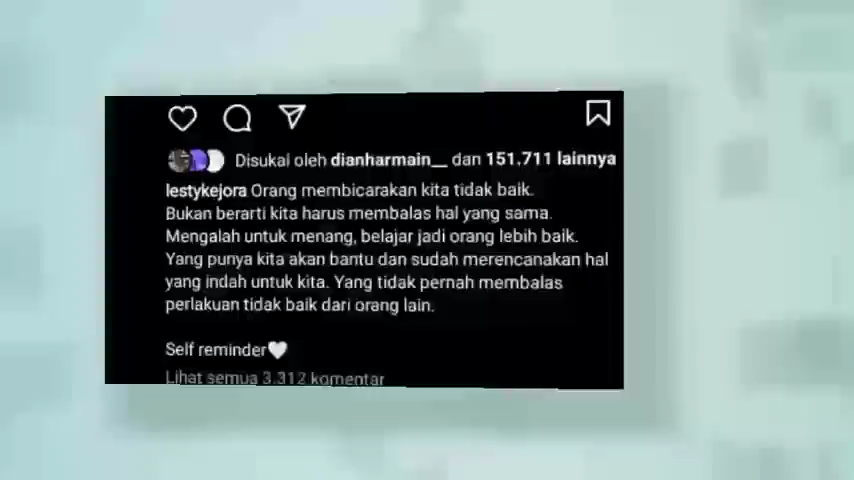 Disukai oleh dianharmain__ dan 151.711 lainnya
lestykejora Orang membicarakan kita tidak baik.
Bukan berarti kita harus membalas hal yang sama.
Mengalah untuk menang, belajar jadi orang lebih baik.
Yang punya kita akan bantu dan sudah merencanakan hal
yang indah untuk kita. Yang tidak pernah membalas
perlakuan tidak baik dari orang lain.
Self reminder🤍
Lihat semua 3.312 komentar